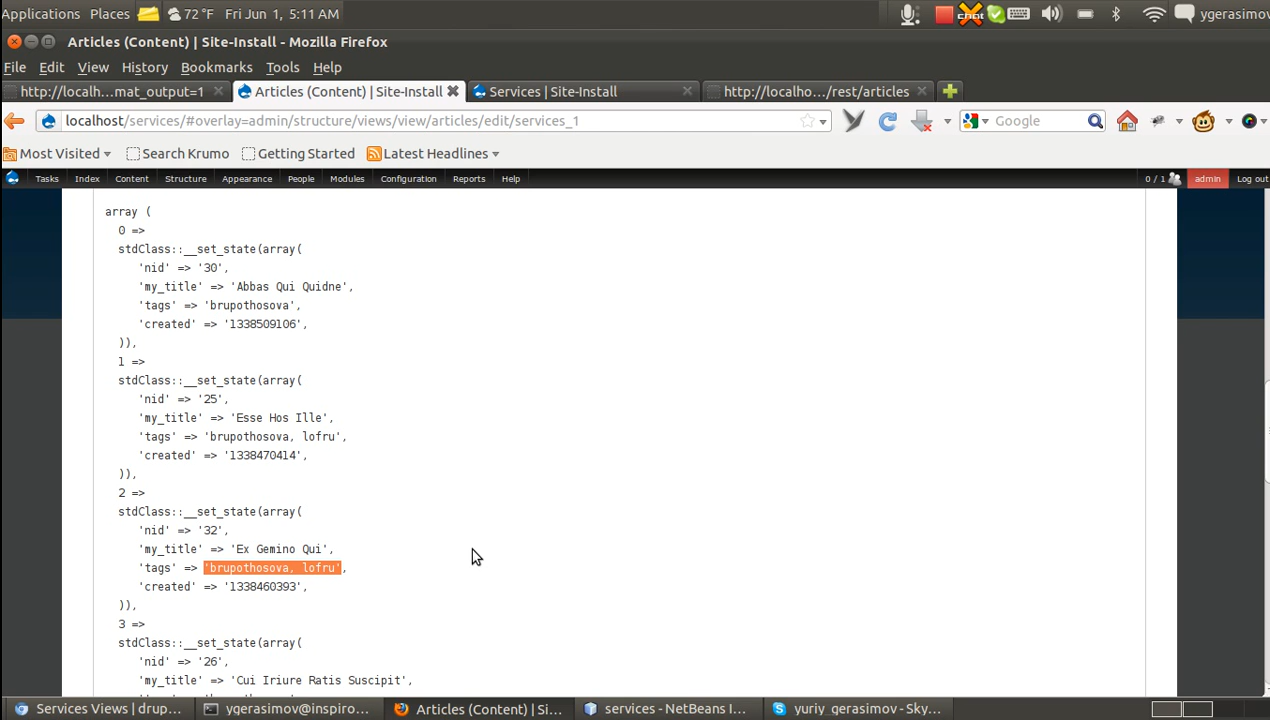 Applications Places 72 °F Fri Jun 1, 5:11 AM ygerasimov
Articles (Content) | Site-Install - Mozilla Firefox
File Edit View History Bookmarks Tools Help
http://localh...mat_output=1 Articles (Content) | Site-Install Services | Site-Install http://localho.../rest/articles
localhost/services/#overlay=admin/structure/views/view/articles/edit/services_1 Google
Most Visited Search Krumo Getting Started Latest Headlines
Tasks Index Content Structure Appearance People Modules Configuration Reports Help 0 / 1 admin Log out
array (
0 =>
stdClass::__set_state(array(
'nid' => '30',
'my_title' => 'Abbas Qui Quidne',
'tags' => 'brupothosova',
'created' => '1338509106',
)),
1 =>
stdClass::__set_state(array(
'nid' => '25',
'my_title' => 'Esse Hos Ille',
'tags' => 'brupothosova, lofru',
'created' => '1338470414',
)),
2 =>
stdClass::__set_state(array(
'nid' => '32',
'my_title' => 'Ex Gemino Qui',
'tags' => 'brupothosova, lofru',
'created' => '1338460393',
)),
3 =>
stdClass::__set_state(array(
'nid' => '26',
'my_title' => 'Cui Iriure Ratis Suscipit',
Services Views | drup... ygerasimov@inspiro... Articles (Content) | Si... services - NetBeans I... yuriy_gerasimov - Sky...